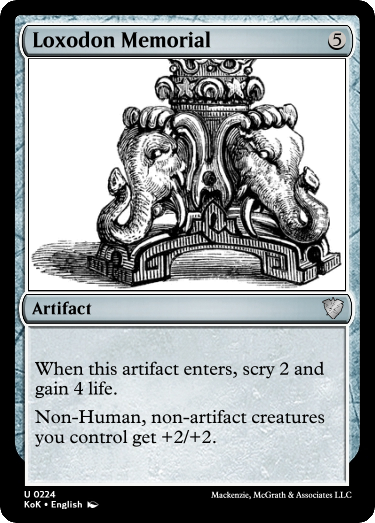 Loxodon Memorial 5
Artifact
When this artifact enters, scry 2 and
gain 4 life.
Non-Human, non-artifact creatures
you control get +2/+2.
U 0224
KoK • English
Mackenzie, McGrath & Associates LLC